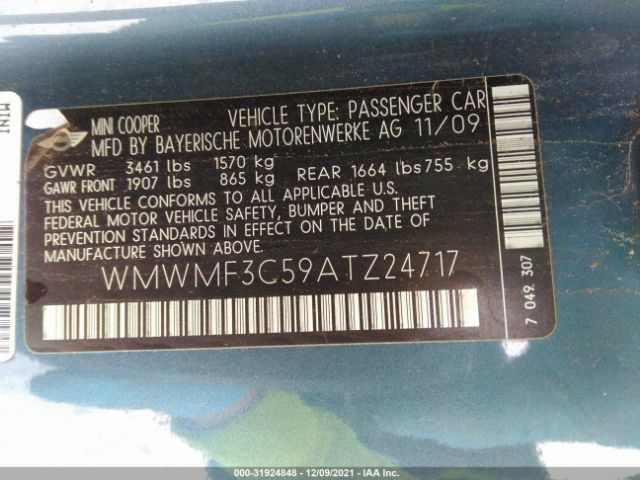 MINI
MINI COOPER VEHICLE TYPE: PASSENGER CAR
MFD BY BAYERISCHE MOTORENWERKE AG 11/09
GVWR 3461 lbs 1570 kg
GAWR FRONT 1907 lbs 865 kg REAR 1664 lbs 755 kg
THIS VEHICLE CONFORMS TO ALL APPLICABLE U.S.
FEDERAL MOTOR VEHICLE SAFETY, BUMPER AND THEFT
PREVENTION STANDARDS IN EFFECT ON THE DATE OF
MANUFACTURE SHOWN ABOVE.
WMWMF3C59ATZ24717
7 049 307
000-31924848 - 12/09/2021 - IAA Inc.